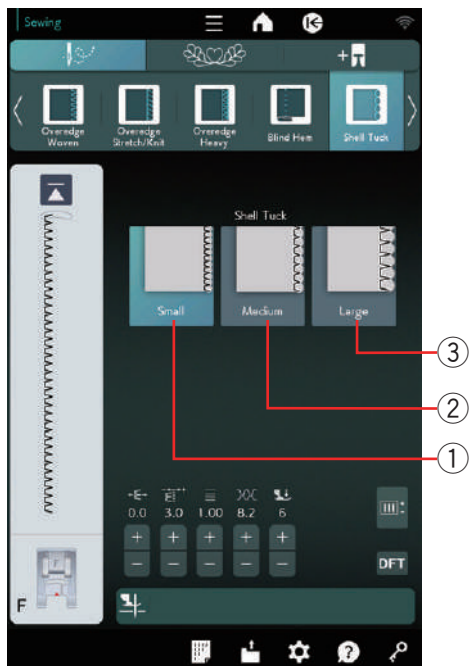 Sewing
Overedge Woven
Overedge Stretch/Knit
Overedge Heavy
Blind Hem
Shell Tuck
Shell Tuck
Small
Medium
Large
3
2
1
0.0 3.0 1.00 8.2 6
+ + + + +
- - - - -
DFT
F
?